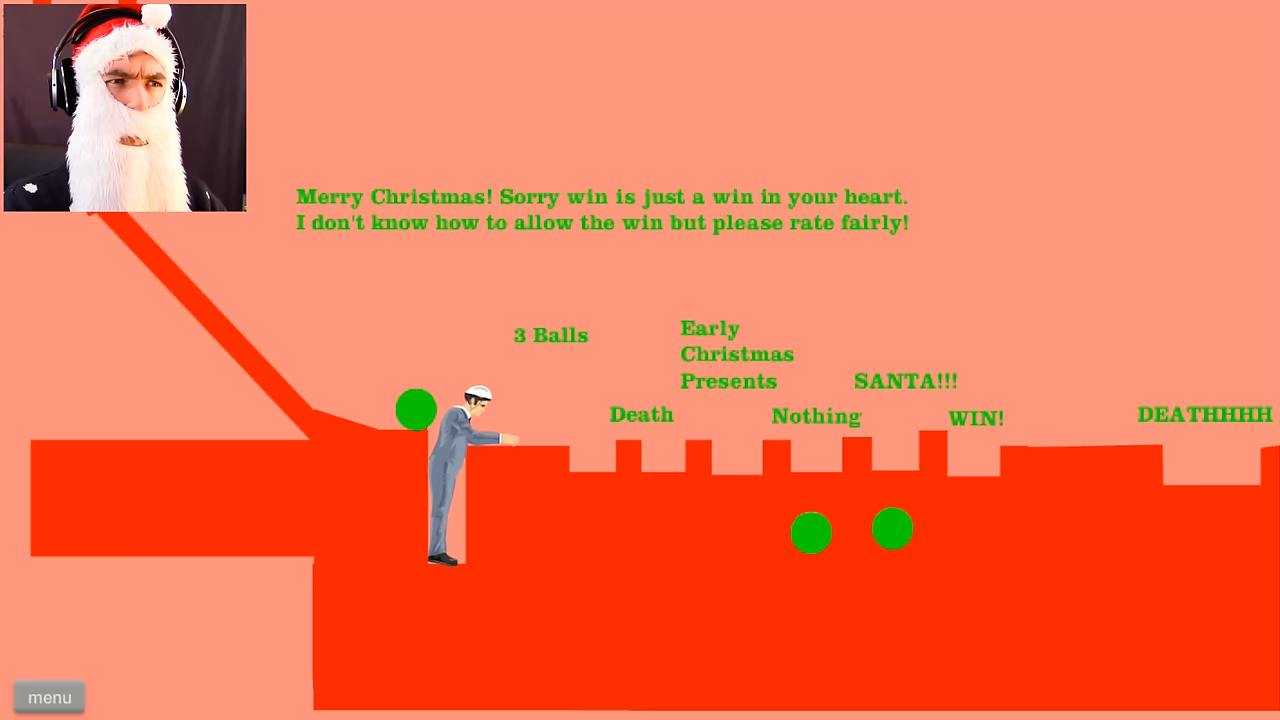 Merry Christmas! Sorry win is just a win in your heart.
I don't know how to allow the win but please rate fairly!
3 Balls
Early
Christmas
Presents
SANTA!!!
Death
Nothing
WIN!
DEATHHHH
menu